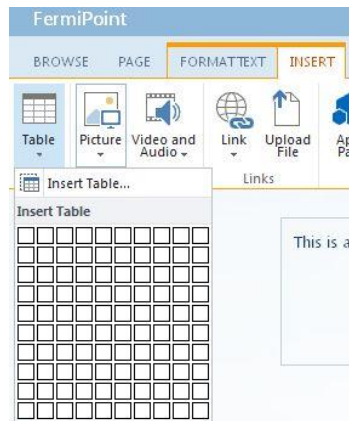 FermiPoint
BROWSE PAGE FORMAT TEXT INSERT
Table Picture Video and Audio Link Upload File
Links
Insert Table...
Insert Table
This is a